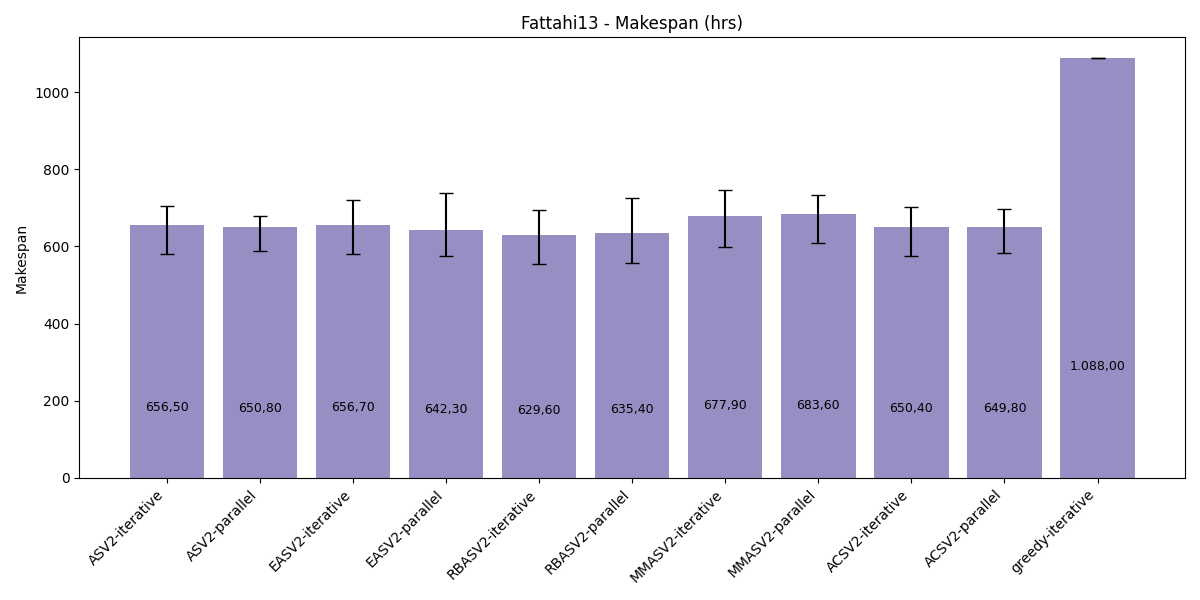 Fattahi13 - Makespan (hrs)
Makespan
1000
800
600
400
200
0
656,50
650,80
656,70
642,30
629,60
635,40
677,90
683,60
650,40
649,80
1.088,00
ASV2-iterative
ASV2-parallel
EASV2-iterative
EASV2-parallel
RBASV2-iterative
RBASV2-parallel
MMASV2-iterative
MMASV2-parallel
ACSV2-iterative
ACSV2-parallel
greedy-iterative